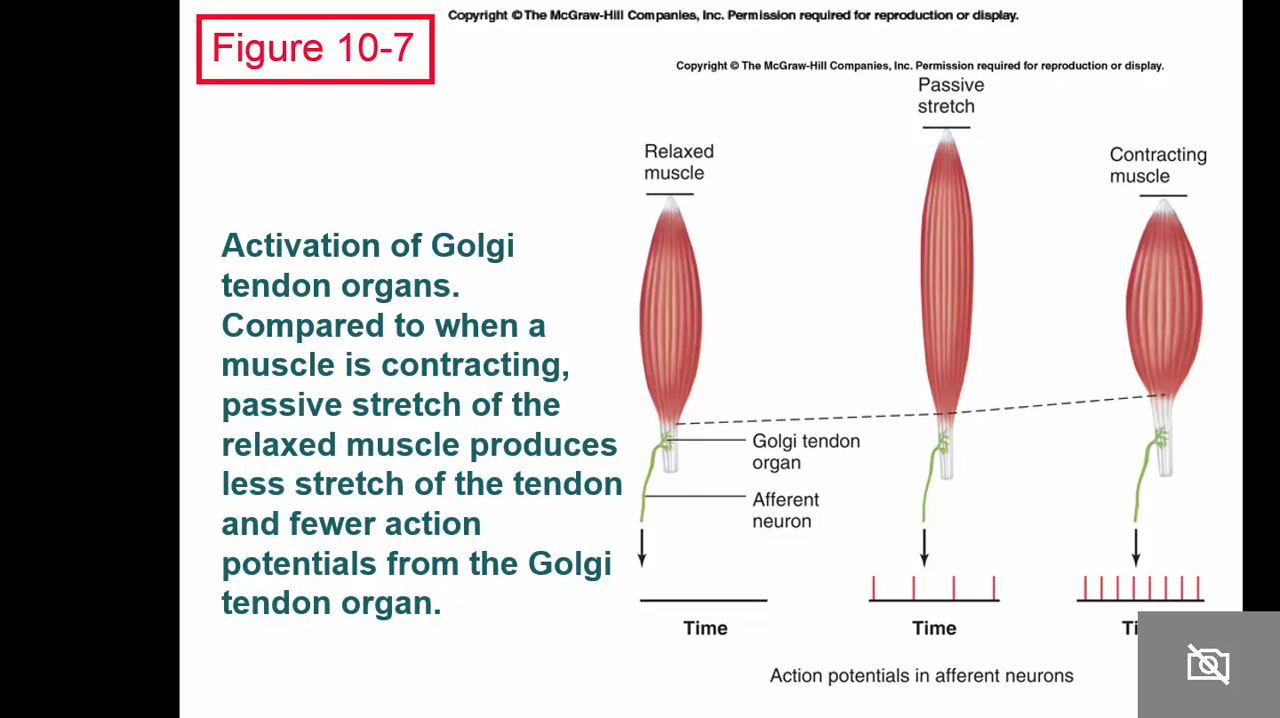 Copyright © The McGraw-Hill Companies, Inc. Permission required for reproduction or display.
Figure 10-7
Copyright © The McGraw-Hill Companies, Inc. Permission required for reproduction or display.
Passive
stretch
Relaxed
muscle
Contracting
muscle
Activation of Golgi
tendon organs.
Compared to when a
muscle is contracting,
passive stretch of the
relaxed muscle produces
less stretch of the tendon
and fewer action
potentials from the Golgi
tendon organ.
Golgi tendon
organ
Afferent
neuron
Time
Time
Action potentials in afferent neurons